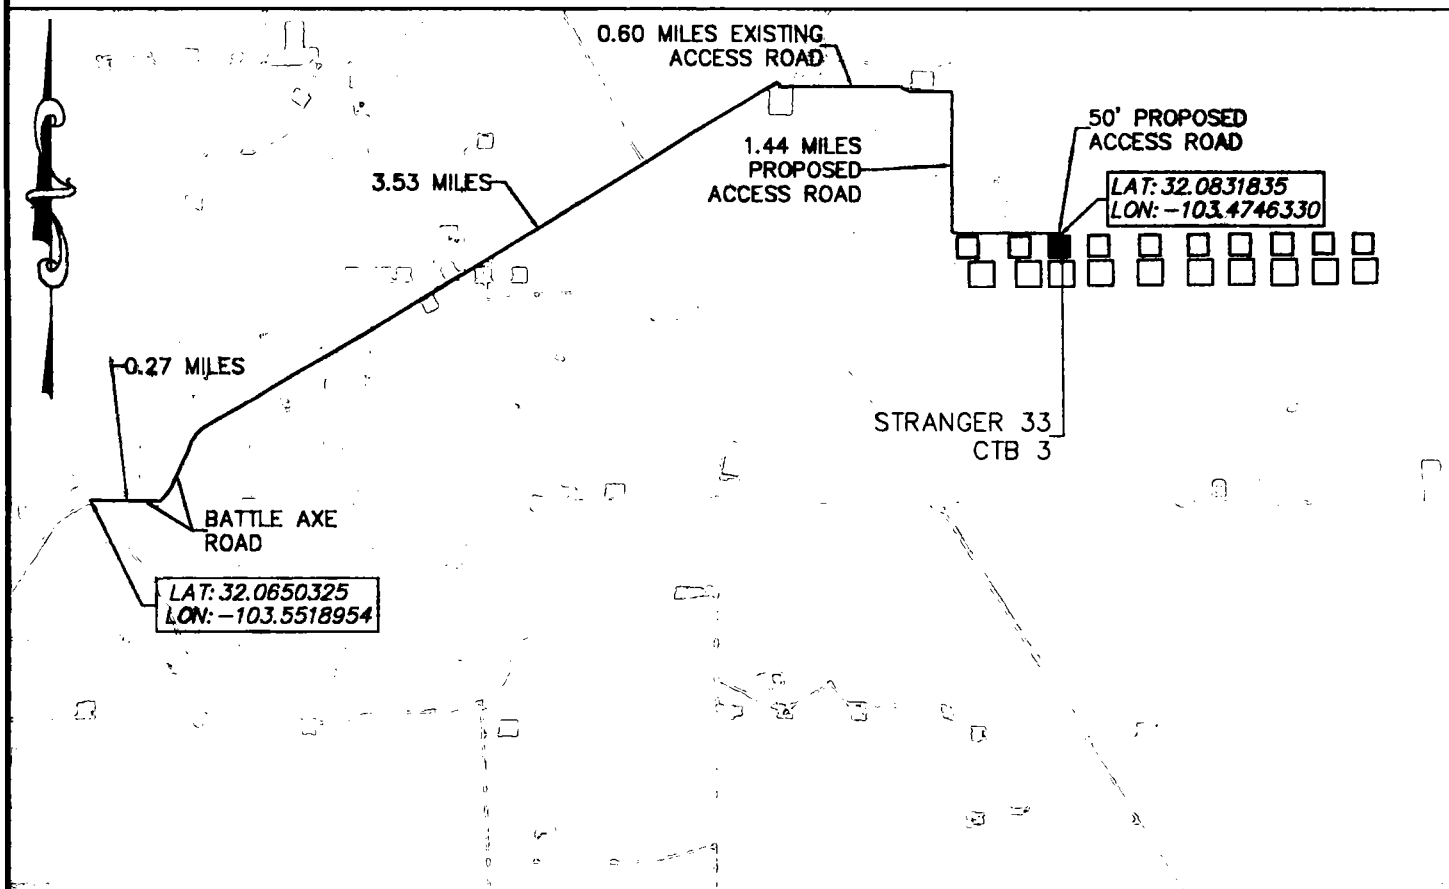 0.60 MILES EXISTING
ACCESS ROAD
50' PROPOSED
ACCESS ROAD
1.44 MILES
PROPOSED
ACCESS ROAD
3.53 MILES
LAT: 32.0831835
LON: -103.4746330
0.27 MILES
STRANGER 33
CTB 3
BATTLE AXE
ROAD
LAT: 32.0650325
LON: -103.5518954